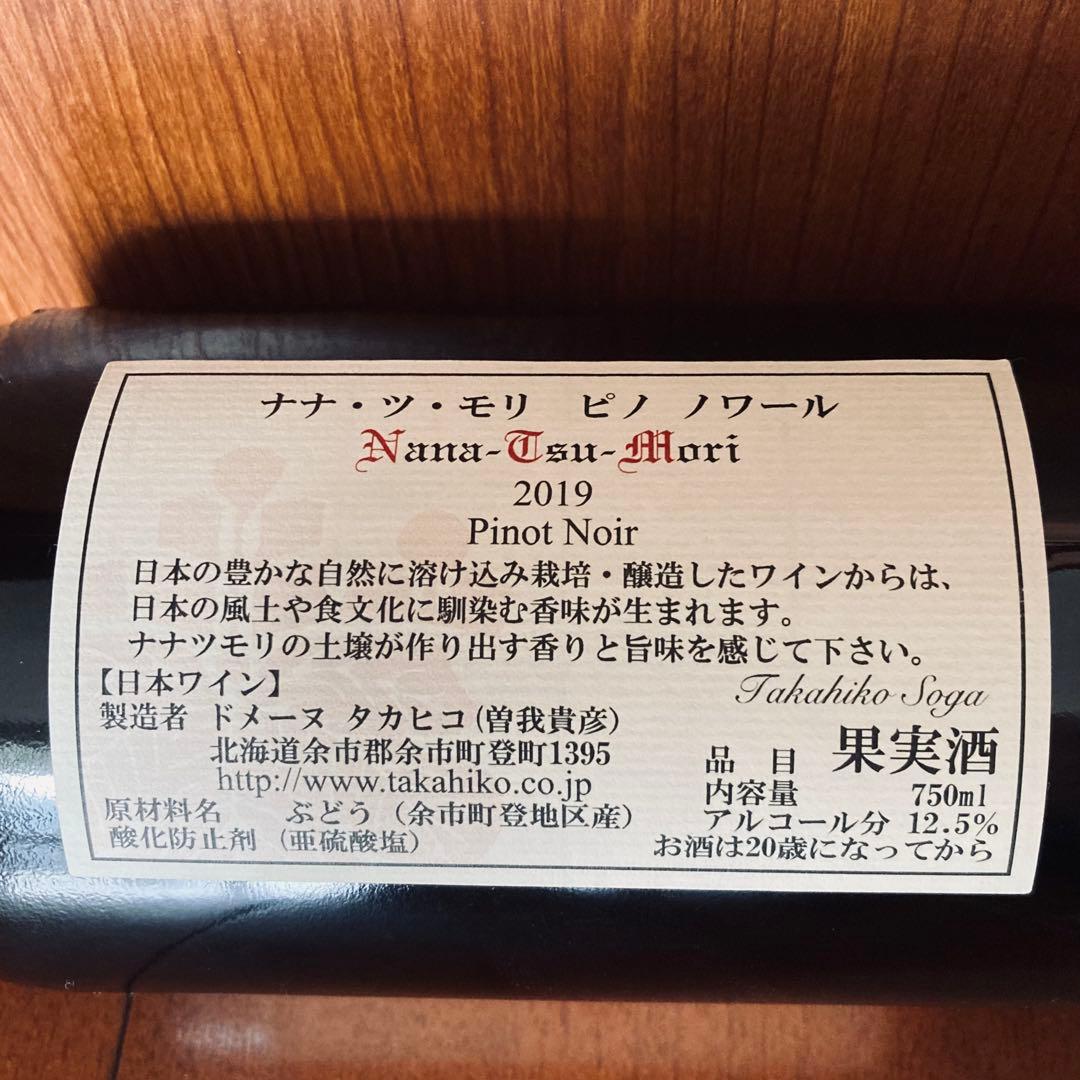 ナナ・ツ・モリ ピノ ノワール
Nana-Tsu-Mori
2019
Pinot Noir
日本の豊かな自然に溶け込み栽培・醸造したワインからは、
日本の風土や食文化に馴染む香味が生まれます。
ナナツモリの土壌が作り出す香りと旨味を感じて下さい。
【日本ワイン】
Takahiko Soga
製造者 ドメーヌ タカヒコ(曽我貴彦)
北海道余市郡余市町登町1395
http://www.takahiko.co.jp
原材料名 ぶどう(余市町登地区産)
酸化防止剤(亜硫酸塩)
品目 果実酒
内容量 750ml
アルコール分 12.5%
お酒は20歳になってから